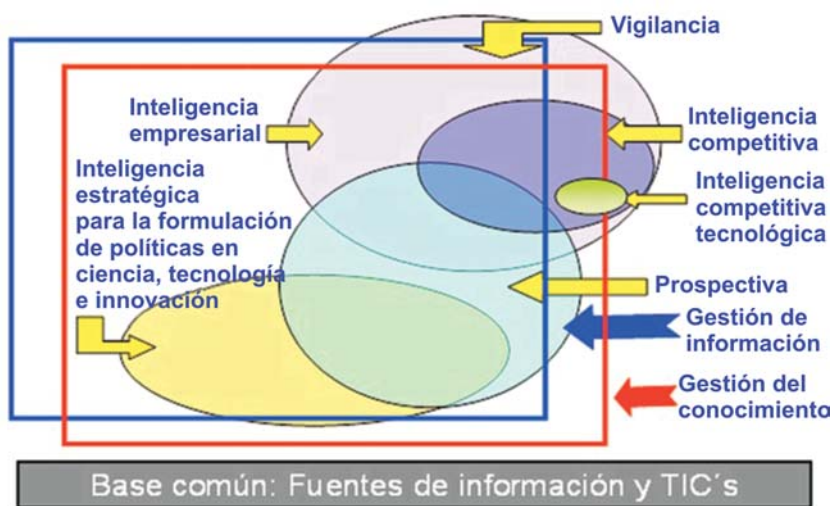 Vigilancia
Inteligencia
empresarial
Inteligencia
competitiva
Inteligencia
estratégica
para la formulación
de políticas en
ciencia, tecnología
e innovación
Inteligencia
competitiva
tecnológica
Prospectiva
Gestión de
información
Gestión del
conocimiento
Base común: Fuentes de información y TIC´s